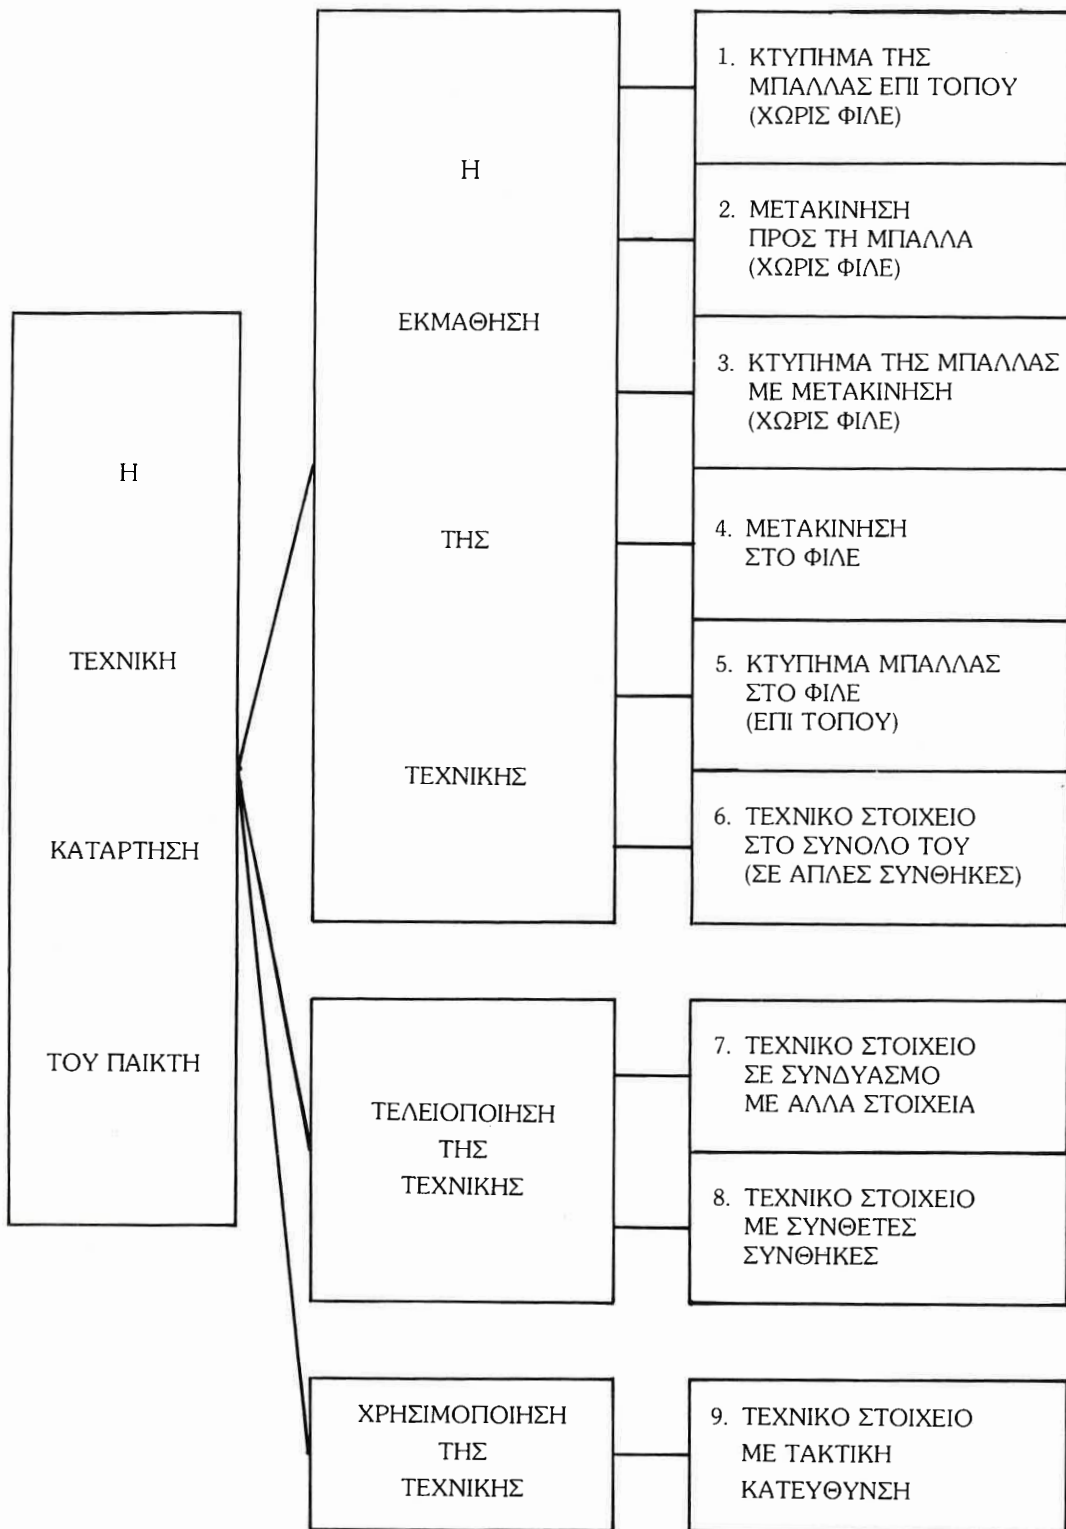 Η
ΤΕΧΝΙΚΗ
ΚΑΤΑΡΤΗΣΗ
ΤΟΥ ΠΑΙΚΤΗ
Η
ΕΚΜΑΘΗΣΗ
ΤΗΣ
ΤΕΧΝΙΚΗΣ
1. ΚΤΥΠΗΜΑ ΤΗΣ
ΜΠΑΛΛΑΣ ΕΠΙ ΤΟΠΟΥ
(ΧΩΡΙΣ ΦΙΛΕ)
2. ΜΕΤΑΚΙΝΗΣΗ
ΠΡΟΣ ΤΗ ΜΠΑΛΛΑ
(ΧΩΡΙΣ ΦΙΛΕ)
3. ΚΤΥΠΗΜΑ ΤΗΣ ΜΠΑΛΛΑΣ
ΜΕ ΜΕΤΑΚΙΝΗΣΗ
(ΧΩΡΙΣ ΦΙΛΕ)
4. ΜΕΤΑΚΙΝΗΣΗ
ΣΤΟ ΦΙΛΕ
5. ΚΤΥΠΗΜΑ ΜΠΑΛΛΑΣ
ΣΤΟ ΦΙΛΕ
(ΕΠΙ ΤΟΠΟΥ)
6. ΤΕΧΝΙΚΟ ΣΤΟΙΧΕΙΟ
ΣΤΟ ΣΥΝΟΛΟ ΤΟΥ
(ΣΕ ΑΠΛΕΣ ΣΥΝΘΗΚΕΣ)
ΤΕΛΕΙΟΠΟΙΗΣΗ
ΤΗΣ
ΤΕΧΝΙΚΗΣ
7. ΤΕΧΝΙΚΟ ΣΤΟΙΧΕΙΟ
ΣΕ ΣΥΝΔΥΑΣΜΟ
ΜΕ ΑΛΛΑ ΣΤΟΙΧΕΙΑ
8. ΤΕΧΝΙΚΟ ΣΤΟΙΧΕΙΟ
ΜΕ ΣΥΝΘΕΤΕΣ
ΣΥΝΘΗΚΕΣ
ΧΡΗΣΙΜΟΠΟΙΗΣΗ
ΤΗΣ
ΤΕΧΝΙΚΗΣ
9. ΤΕΧΝΙΚΟ ΣΤΟΙΧΕΙΟ
ΜΕ ΤΑΚΤΙΚΗ
ΚΑΤΕΥΘΥΝΣΗ